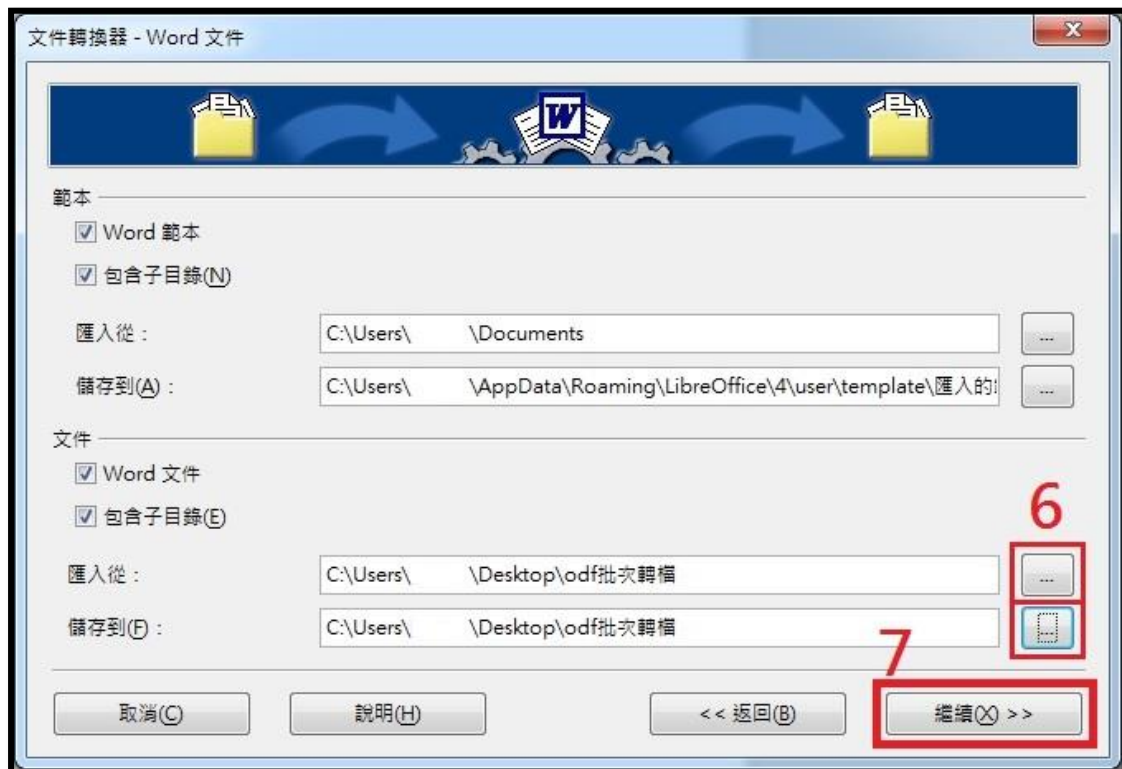 文件轉換器 - Word 文件
X
W
範本
Word 範本
包含子目錄(N)
匯入從：
C:\Users\ \Documents
...
儲存到(A)：
C:\Users\ \AppData\Roaming\LibreOffice\4\user\template\匯入的
...
文件
Word 文件
包含子目錄(E)
6
匯入從：
C:\Users\ \Desktop\odf批次轉檔
...
儲存到(F)：
C:\Users\ \Desktop\odf批次轉檔
...
7
取消(C)
說明(H)
<< 返回(B)
繼續(X) >>